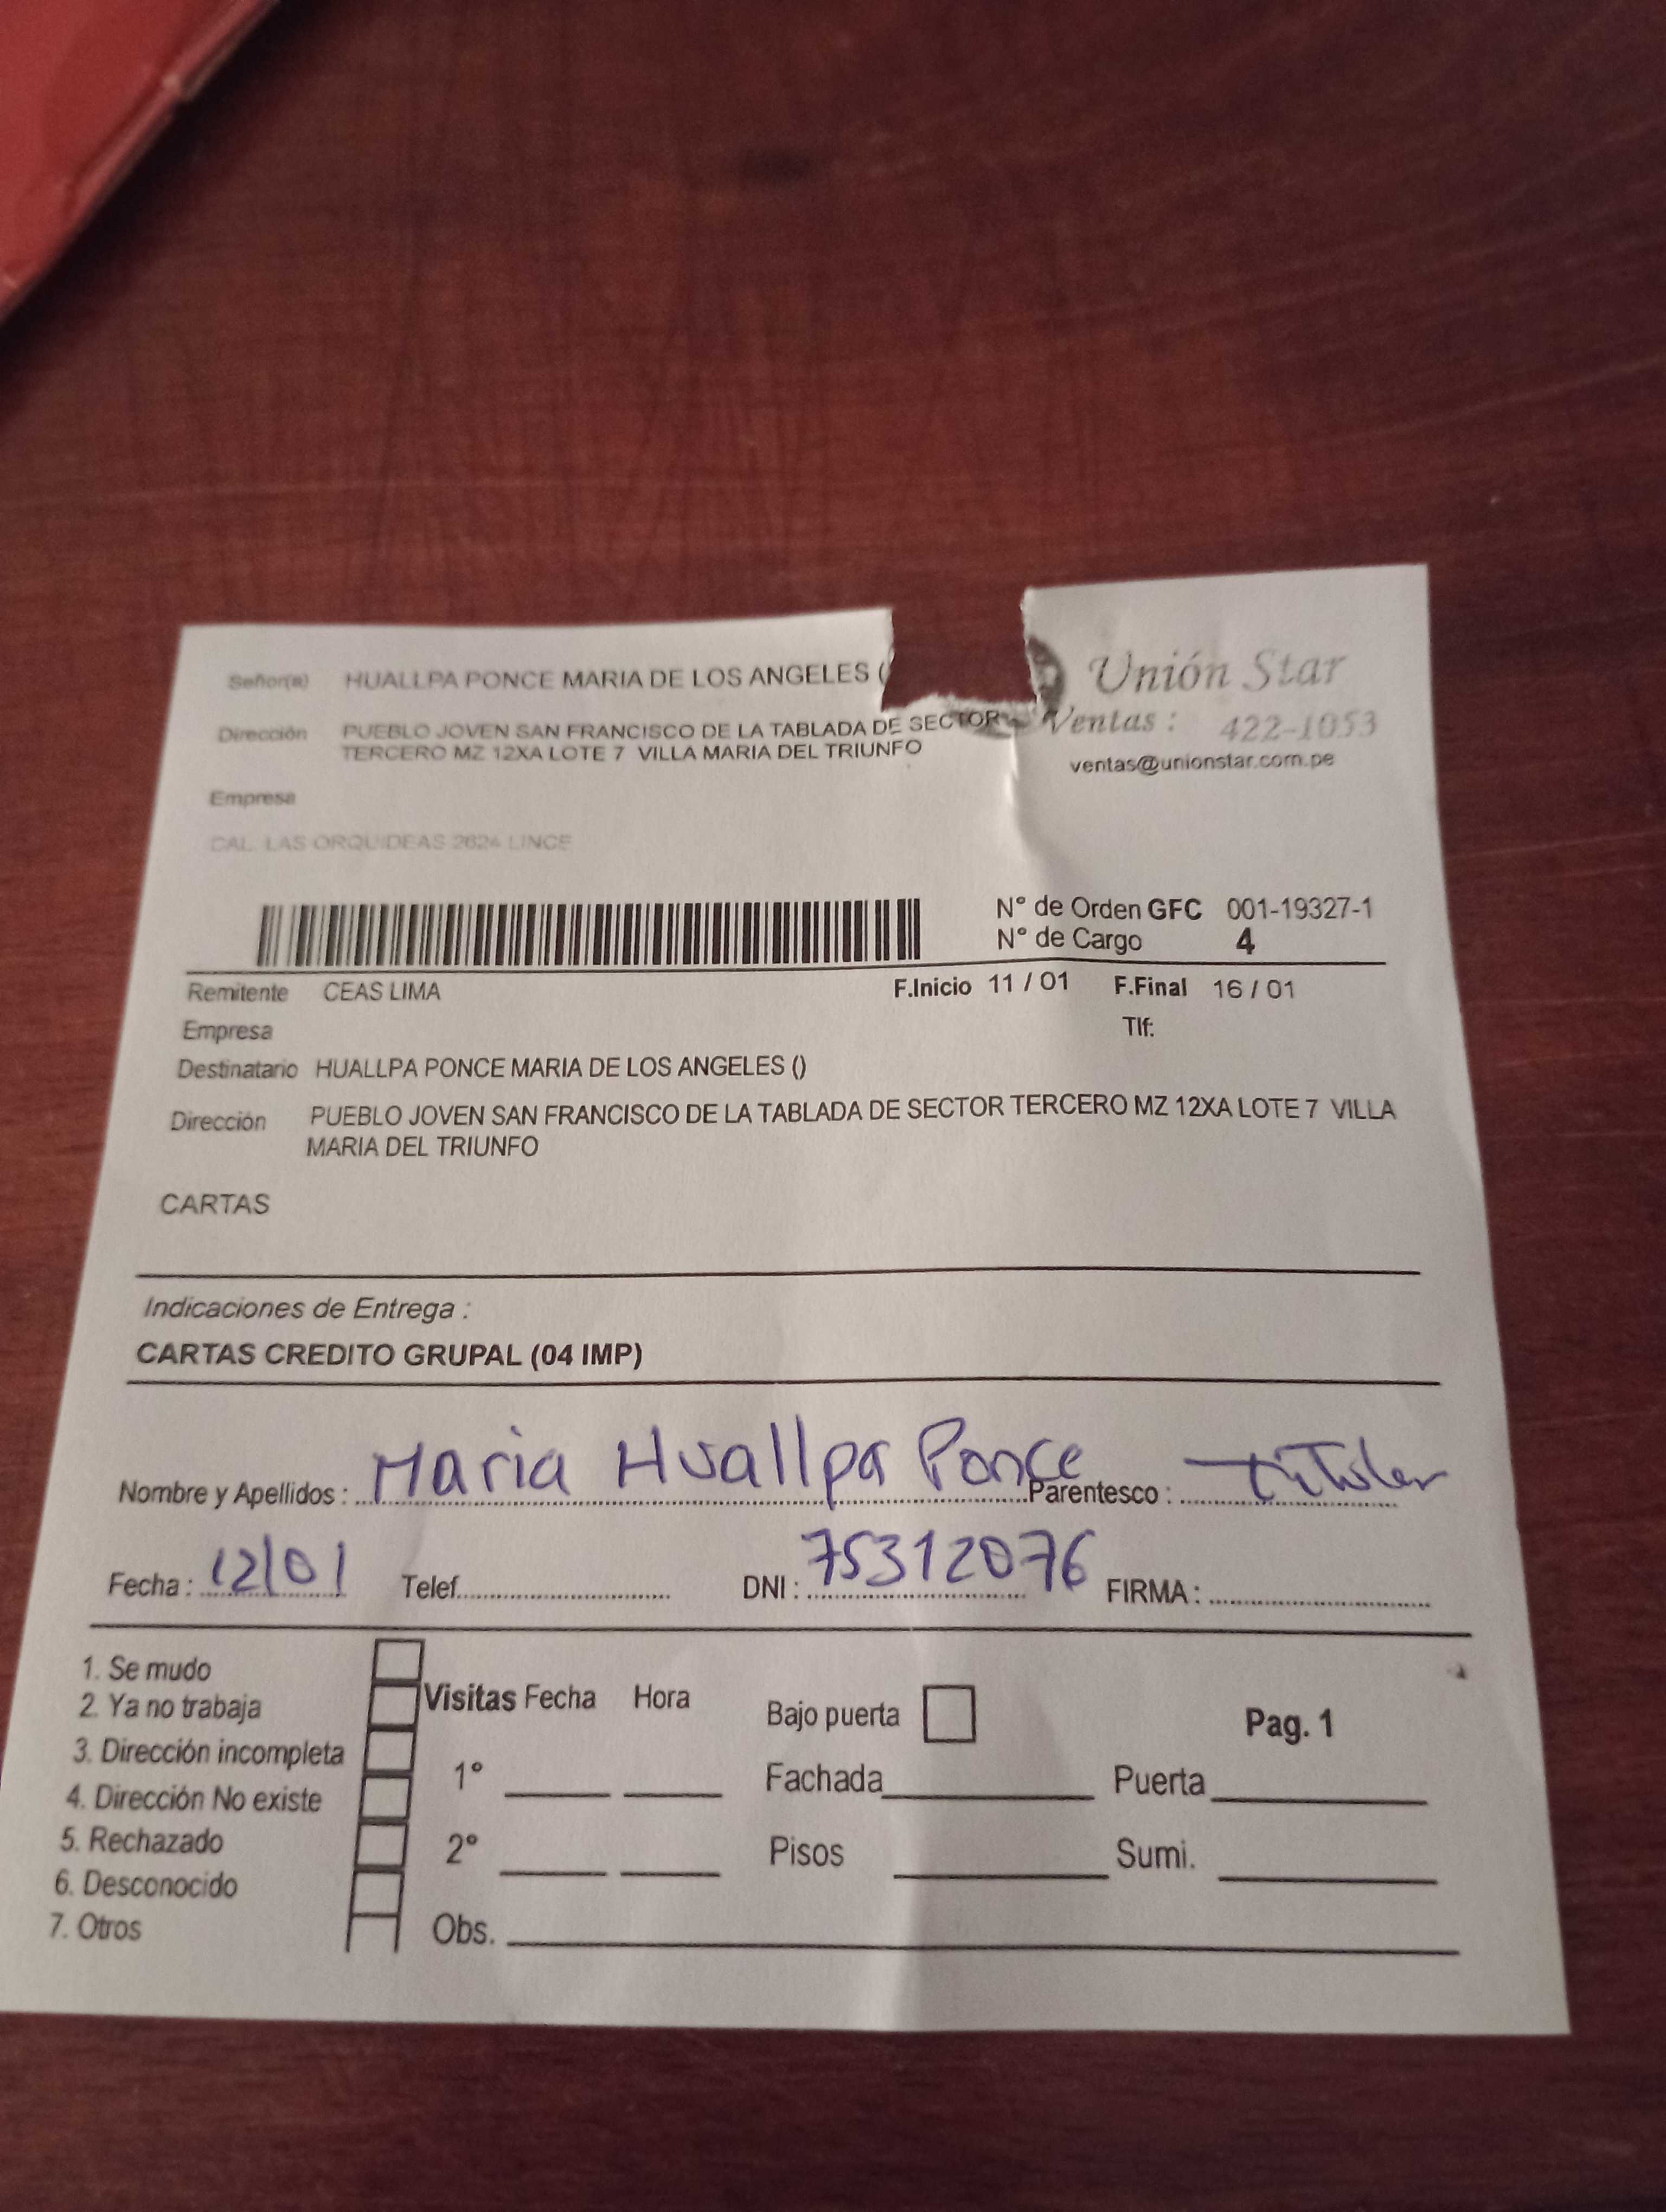 Señor(a) HUALLPA PONCE MARIA DE LOS ANGELES (
Unión Star
Dirección PUEBLO JOVEN SAN FRANCISCO DE LA TABLADA DE SECTOR
TERCERO MZ 12XA LOTE 7 VILLA MARIA DEL TRIUNFO
Ventas : 422-1053
ventas@unionstar.com.pe
Empresa
CAL. LAS ORQUIDEAS 2624 LINCE
N° de Orden GFC 001-19327-1
N° de Cargo 4
Remitente CEAS LIMA F.Inicio 11 / 01 F.Final 16 / 01
Empresa Tlf:
Destinatario HUALLPA PONCE MARIA DE LOS ANGELES ()
Dirección PUEBLO JOVEN SAN FRANCISCO DE LA TABLADA DE SECTOR TERCERO MZ 12XA LOTE 7 VILLA
MARIA DEL TRIUNFO
CARTAS
Indicaciones de Entrega :
CARTAS CREDITO GRUPAL (04 IMP)
Nombre y Apellidos : Maria Huallpa Ponce Parentesco : titular
Fecha : 12/01 Telef. DNI : 75312076 FIRMA :
1. Se mudo
2. Ya no trabaja
3. Dirección incompleta
4. Dirección No existe
5. Rechazado
6. Desconocido
7. Otros
Visitas Fecha Hora
1°
2°
Obs.
Bajo puerta
Fachada
Pisos
Pag. 1
Puerta
Sumi.